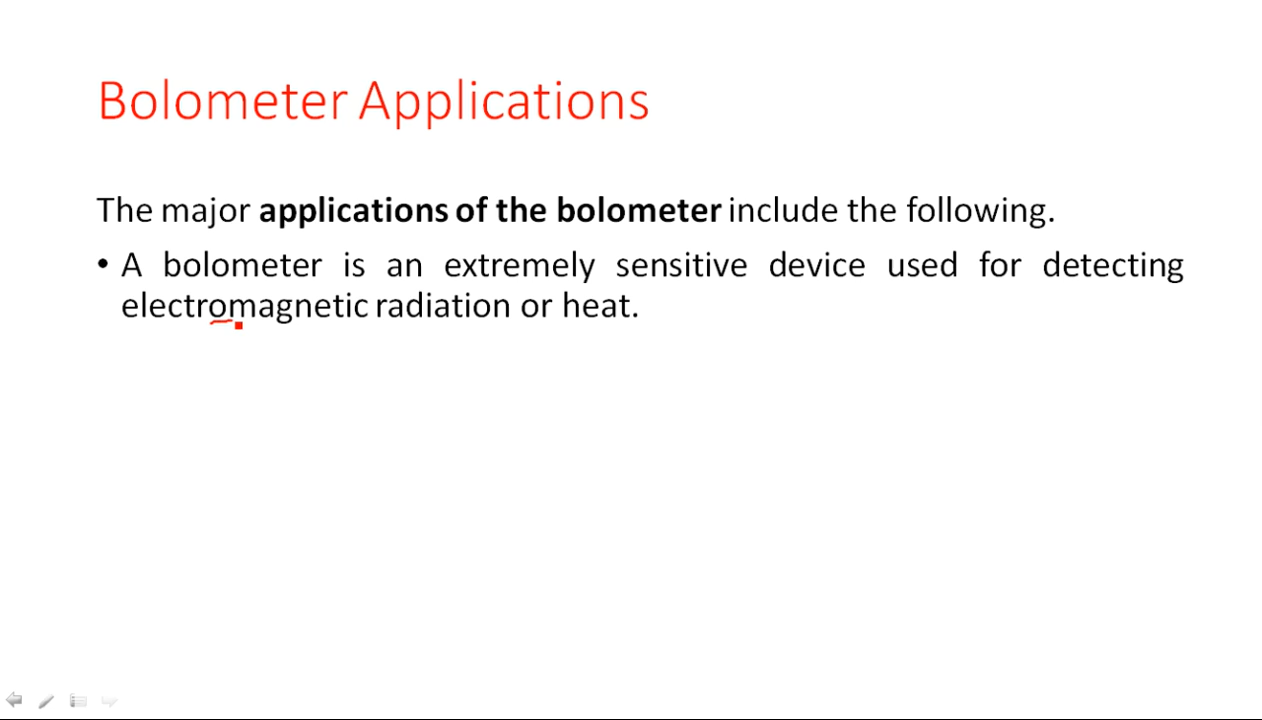 Bolometer Applications
The major applications of the bolometer include the following.
• A bolometer is an extremely sensitive device used for detecting
electromagnetic radiation or heat.